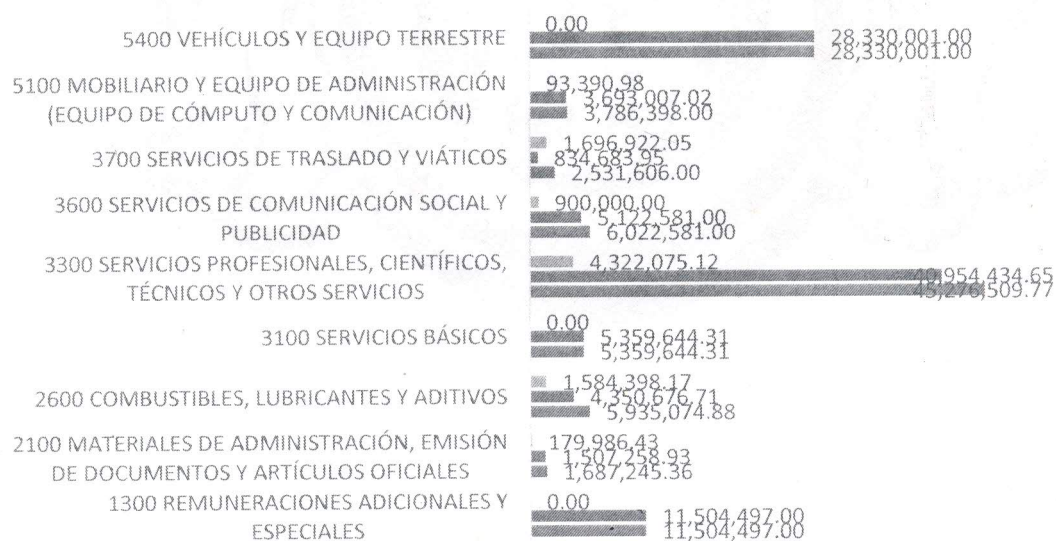 0.00
5400 VEHÍCULOS Y EQUIPO TERRESTRE 28,330,001.00
28,330,001.00
5100 MOBILIARIO Y EQUIPO DE ADMINISTRACIÓN
(EQUIPO DE CÓMPUTO Y COMUNICACIÓN)
93,390.98
3,693,007.02
3,786,398.00
3700 SERVICIOS DE TRASLADO Y VIÁTICOS
1,696,922.05
834,683.95
2,531,606.00
3600 SERVICIOS DE COMUNICACIÓN SOCIAL Y
PUBLICIDAD
900,000.00
5,122,581.00
6,022,581.00
3300 SERVICIOS PROFESIONALES, CIENTÍFICOS,
TÉCNICOS Y OTROS SERVICIOS
4,322,075.12
40,954,434.65
45,276,509.77
3100 SERVICIOS BÁSICOS
0.00
5,359,644.31
5,359,644.31
2600 COMBUSTIBLES, LUBRICANTES Y ADITIVOS
1,584,398.17
4,350,676.71
5,935,074.88
2100 MATERIALES DE ADMINISTRACIÓN, EMISIÓN
DE DOCUMENTOS Y ARTÍCULOS OFICIALES
179,986.43
1,507,258.93
1,687,245.36
1300 REMUNERACIONES ADICIONALES Y
ESPECIALES
0.00
11,504,497.00
11,504,497.00